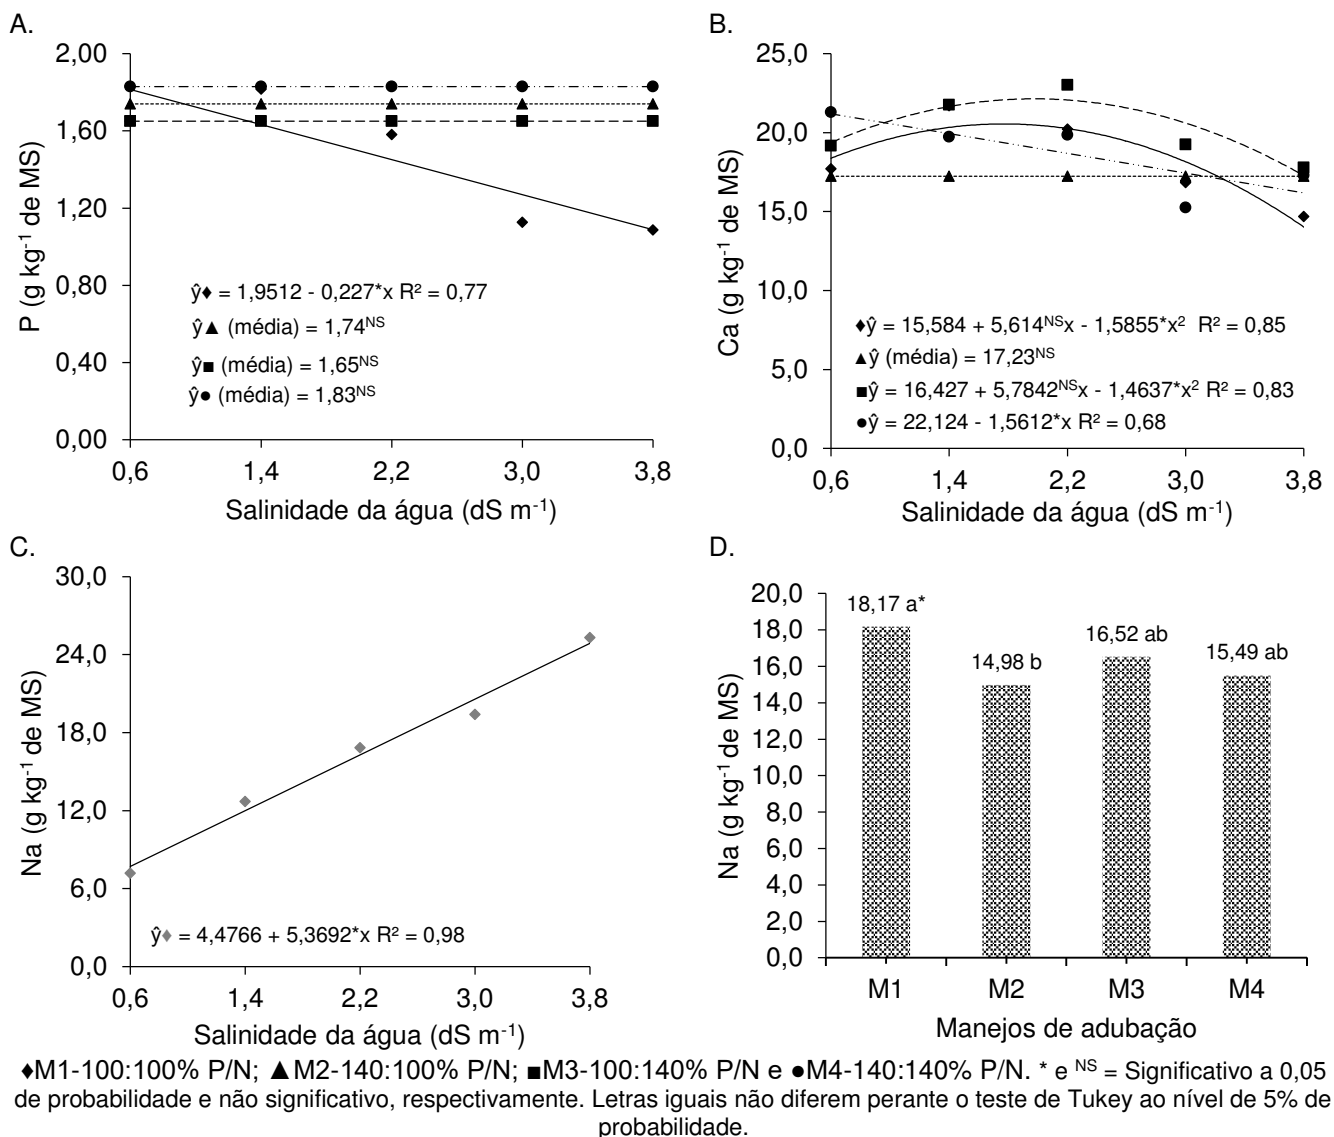 A.
2,00
1,60
1,20
0,80
0,40
0,00
P (g kg⁻¹ de MS)
ŷ♦ = 1,9512 - 0,227*x R² = 0,77
ŷ▲ (média) = 1,74ᴺˢ
ŷ■ (média) = 1,65ᴺˢ
ŷ● (média) = 1,83ᴺˢ
0,6 1,4 2,2 3,0 3,8
Salinidade da água (dS m⁻¹)
B.
25,0
20,0
15,0
10,0
5,0
0,0
Ca (g kg⁻¹ de MS)
♦ŷ = 15,584 + 5,614ᴺˢx - 1,5855*x² R² = 0,85
▲ŷ (média) = 17,23ᴺˢ
■ŷ = 16,427 + 5,7842ᴺˢx - 1,4637*x² R² = 0,83
●ŷ = 22,124 - 1,5612*x R² = 0,68
0,6 1,4 2,2 3,0 3,8
Salinidade da água (dS m⁻¹)
C.
30,0
24,0
18,0
12,0
6,0
0,0
Na (g kg⁻¹ de MS)
ŷ♦ = 4,4766 + 5,3692*x R² = 0,98
0,6 1,4 2,2 3,0 3,8
Salinidade da água (dS m⁻¹)
D.
20,0
18,0
16,0
14,0
12,0
10,0
8,0
6,0
4,0
2,0
0,0
Na (g kg⁻¹ de MS)
18,17 a*
14,98 b
16,52 ab
15,49 ab
M1 M2 M3 M4
Manejos de adubação
♦M1-100:100% P/N; ▲M2-140:100% P/N; ■M3-100:140% P/N e ●M4-140:140% P/N. * e ᴺˢ = Significativo a 0,05
de probabilidade e não significativo, respectivamente. Letras iguais não diferem perante o teste de Tukey ao nível de 5% de
probabilidade.